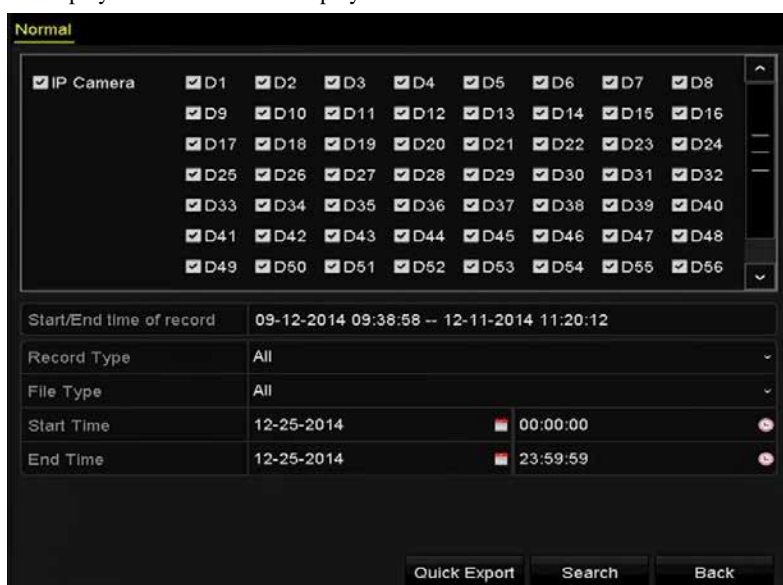 Normal
IP Camera D1 D2 D3 D4 D5 D6 D7 D8
D9 D10 D11 D12 D13 D14 D15 D16
D17 D18 D19 D20 D21 D22 D23 D24
D25 D26 D27 D28 D29 D30 D31 D32
D33 D34 D35 D36 D37 D38 D39 D40
D41 D42 D43 D44 D45 D46 D47 D48
D49 D50 D51 D52 D53 D54 D55 D56
Start/End time of record 09-12-2014 09:38:58 -- 12-11-2014 11:20:12
Record Type All
File Type All
Start Time 12-25-2014 00:00:00
End Time 12-25-2014 23:59:59
Quick Export Search Back